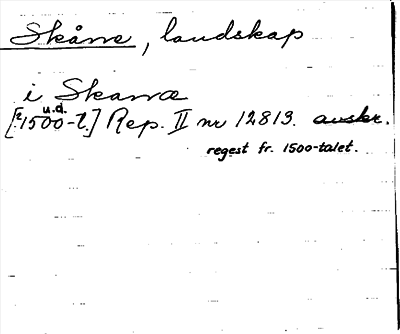 Skåne, landskap
i Skanæ
[?1500-t.] u.d. Rep. II nr 12813. avskr.
regest fr. 1500-talet.